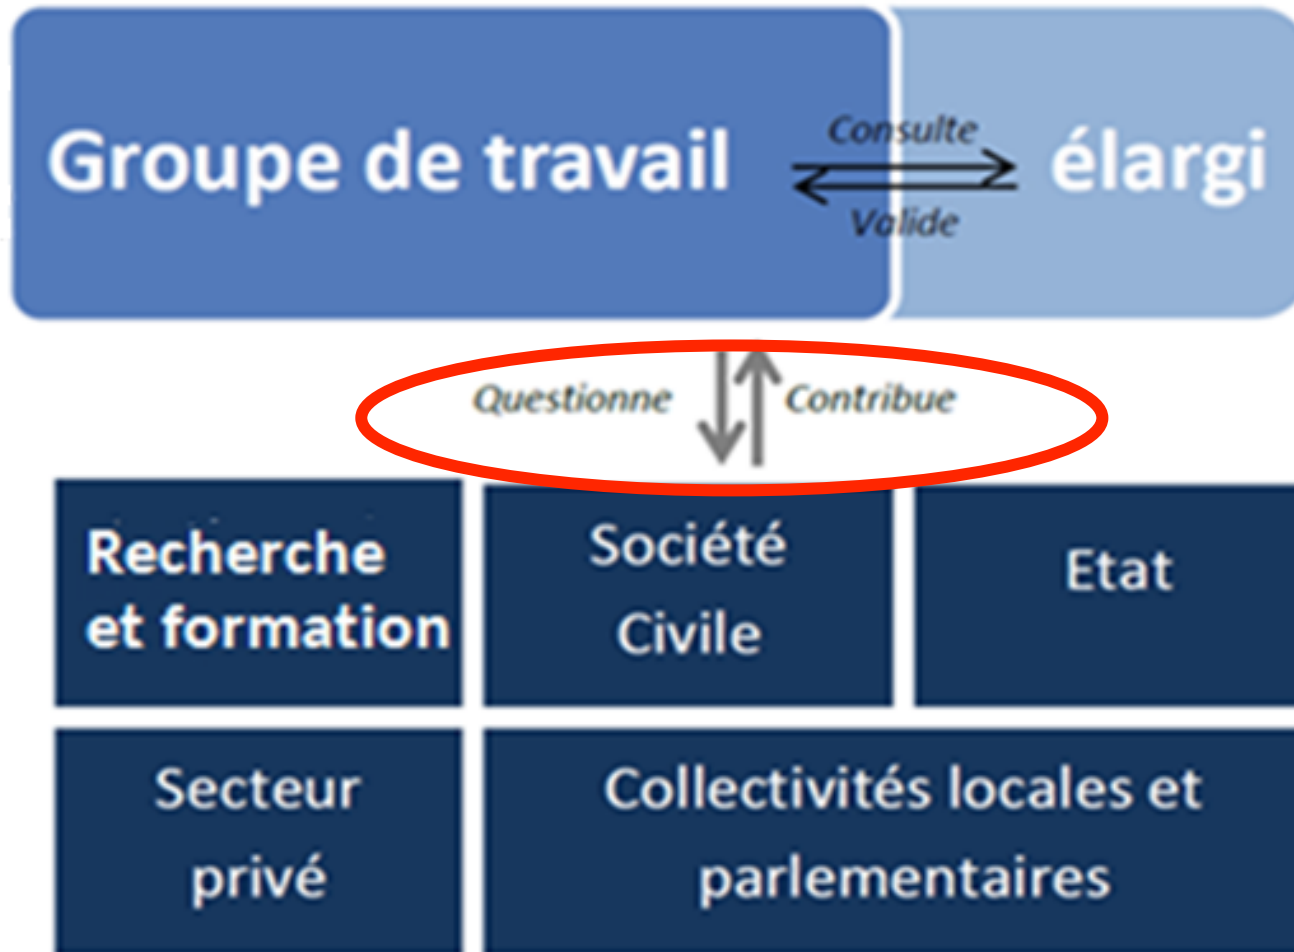 Groupe de travail
Consulte
Valide
élargi
Questionne
Contribue
Recherche
et formation
Société
Civile
Etat
Secteur
privé
Collectivités locales et
parlementaires